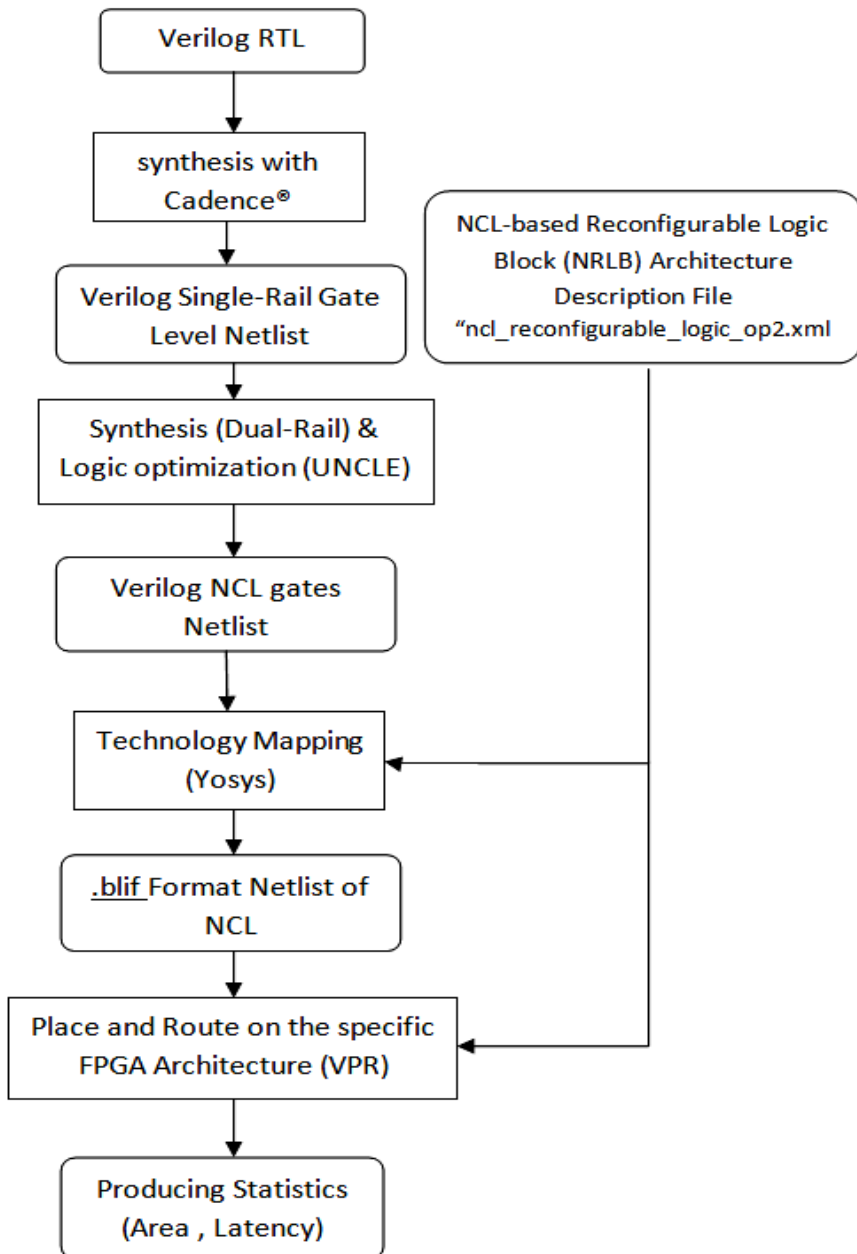 Verilog RTL
synthesis with
Cadence®
Verilog Single-Rail Gate
Level Netlist
NCL-based Reconfigurable Logic
Block (NRLB) Architecture
Description File
“ncl_reconfigurable_logic_op2.xml
Synthesis (Dual-Rail) &
Logic optimization (UNCLE)
Verilog NCL gates
Netlist
Technology Mapping
(Yosys)
.blif Format Netlist of
NCL
Place and Route on the specific
FPGA Architecture (VPR)
Producing Statistics
(Area , Latency)